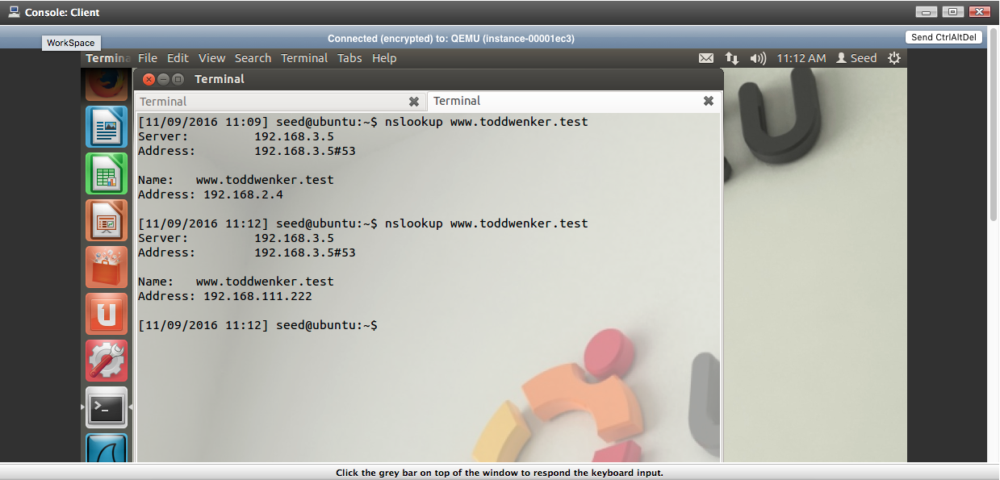 Console: Client
Connected (encrypted) to: QEMU (instance-00001ec3)
Send CtrlAltDel
WorkSpace
Termina File Edit View Search Terminal Tabs Help 11:12 AM Seed
Terminal
Terminal Terminal
[11/09/2016 11:09] seed@ubuntu:~$ nslookup www.toddwenker.test
Server: 192.168.3.5
Address: 192.168.3.5#53
Name: www.toddwenker.test
Address: 192.168.2.4
[11/09/2016 11:12] seed@ubuntu:~$ nslookup www.toddwenker.test
Server: 192.168.3.5
Address: 192.168.3.5#53
Name: www.toddwenker.test
Address: 192.168.111.222
[11/09/2016 11:12] seed@ubuntu:~$
Click the grey bar on top of the window to respond the keyboard input.